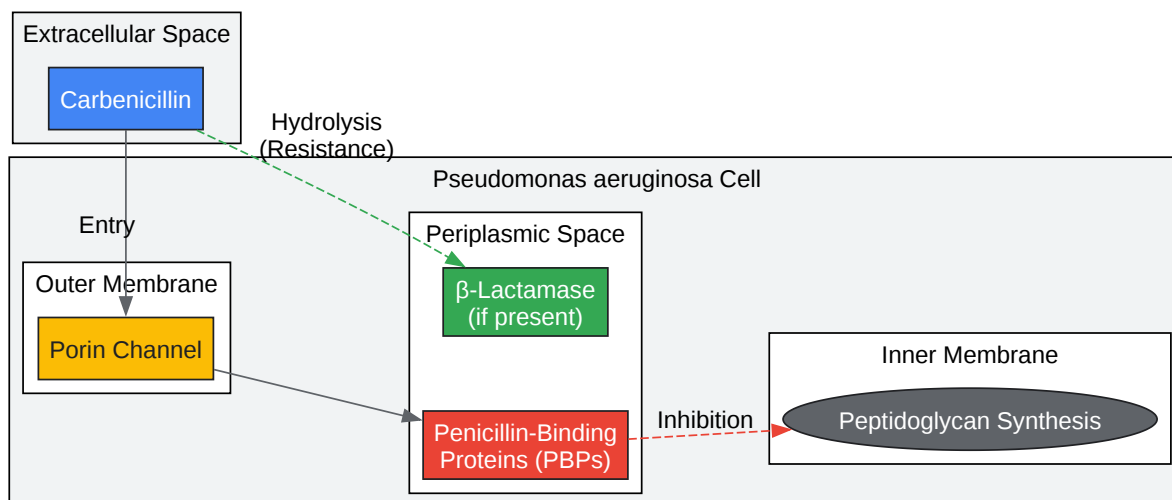 Extracellular Space
Carbenicillin
Hydrolysis
(Resistance)
Pseudomonas aeruginosa Cell
Entry
Periplasmic Space
Outer Membrane
β-Lactamase
(if present)
Porin Channel
Inner Membrane
Penicillin-Binding
Proteins (PBPs)
Inhibition
Peptidoglycan Synthesis